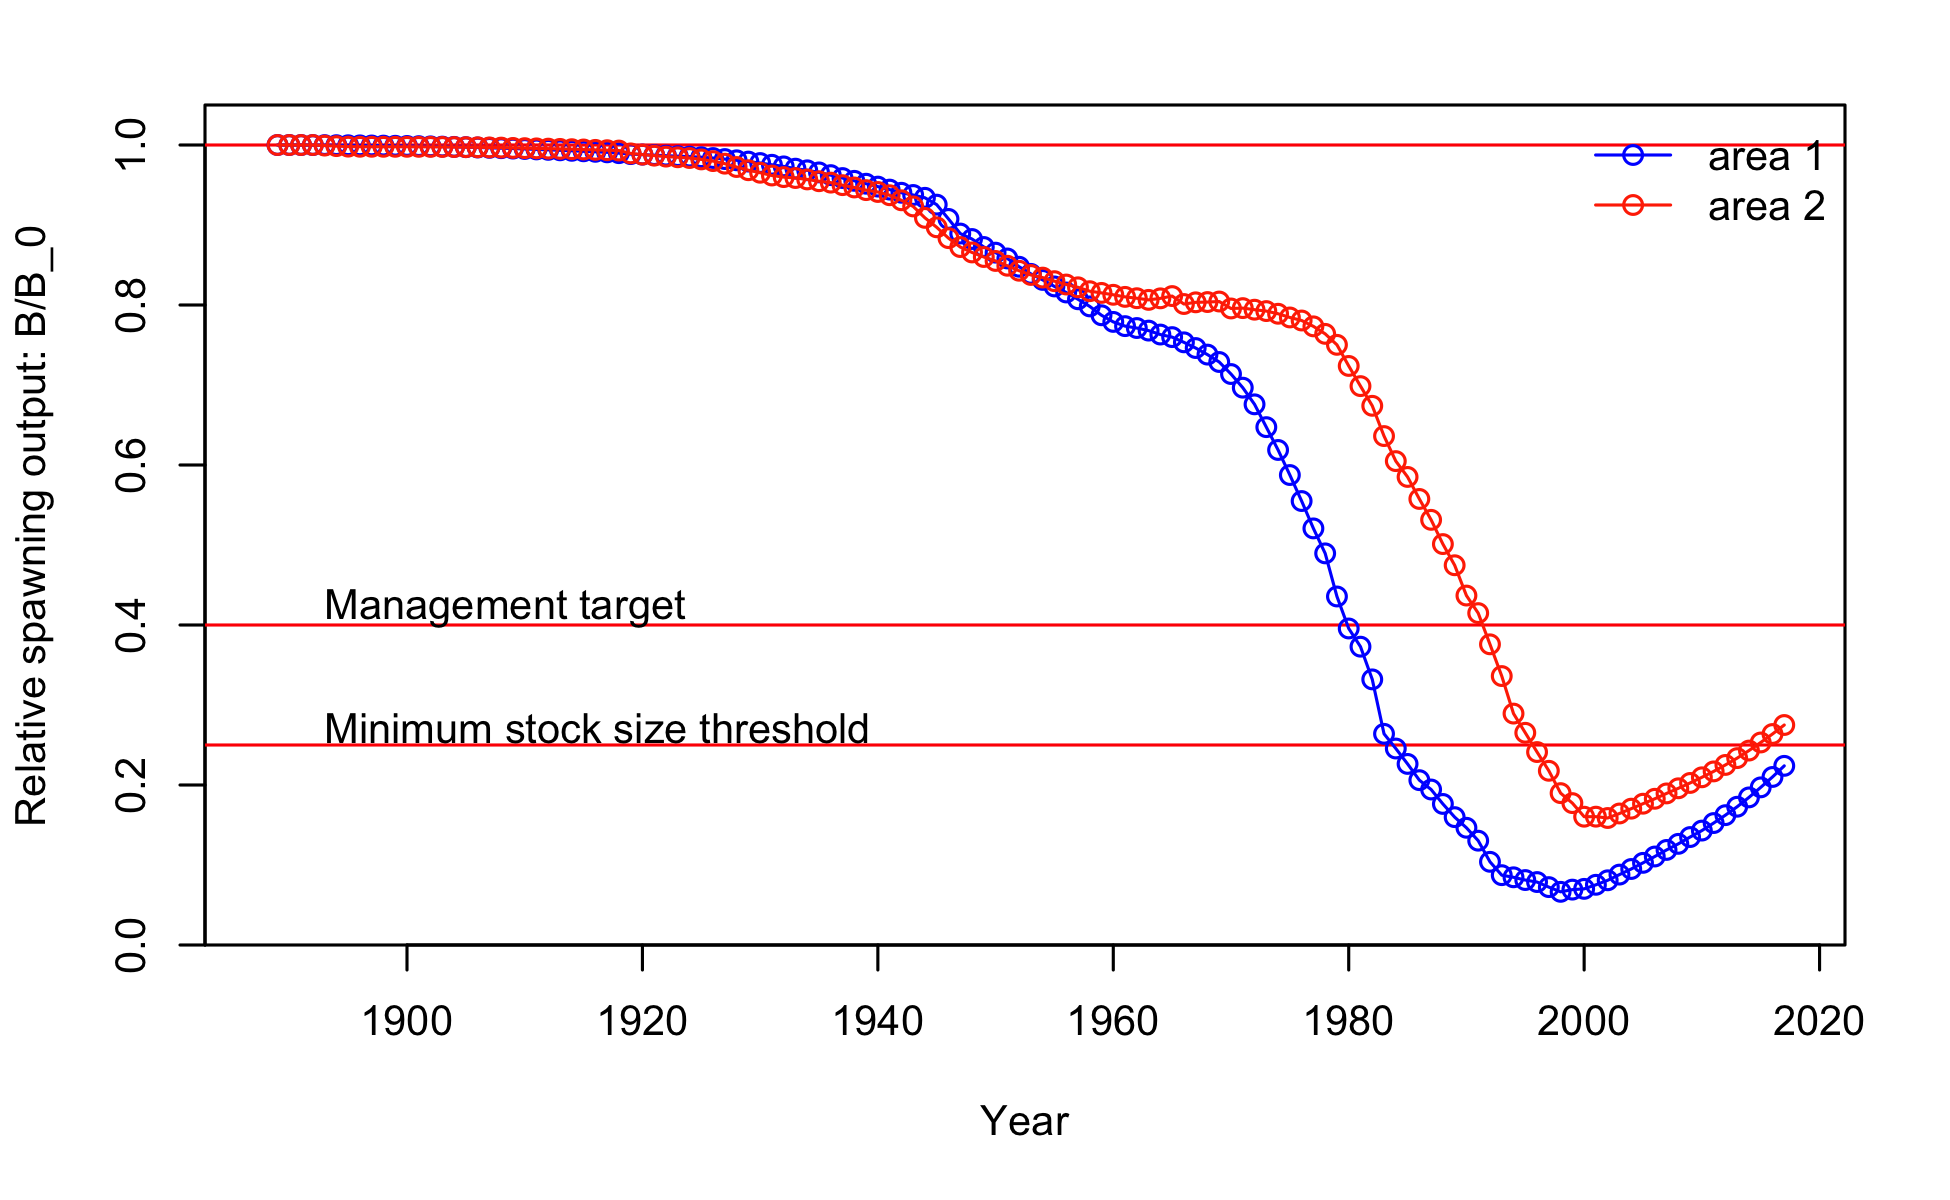 Relative spawning output: B/B_0
1.0
0.8
0.6
0.4
0.2
0.0
area 1
area 2
Management target
Minimum stock size threshold
1900
1920
1940
1960
1980
2000
2020
Year